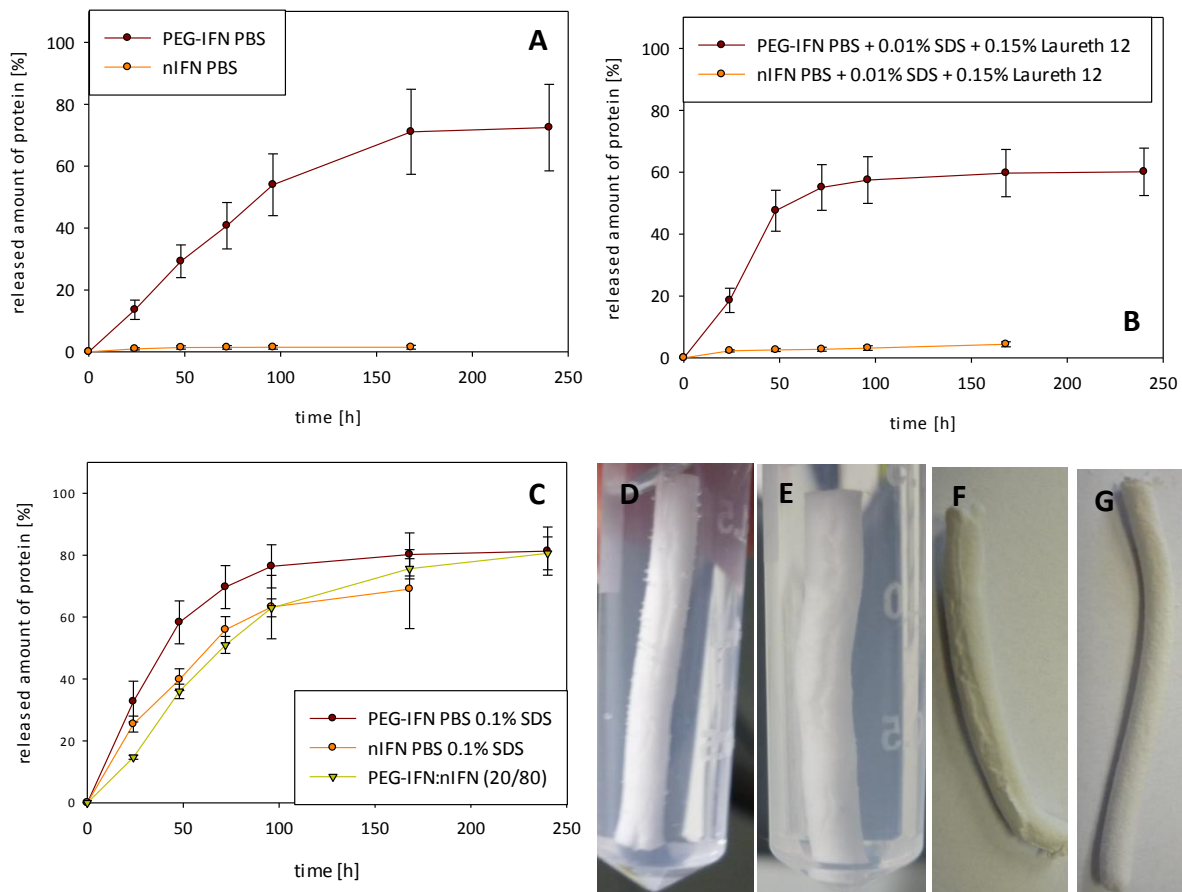 PEG-IFN PBS
nIFN PBS
A
100
80
60
40
20
0
released amount of protein [%]
0 50 100 150 200 250
time [h]
PEG-IFN PBS + 0.01% SDS + 0.15% Laureth 12
nIFN PBS + 0.01% SDS + 0.15% Laureth 12
B
100
80
60
40
20
0
released amount of protein [%]
0 50 100 150 200 250
time [h]
C
100
80
60
40
20
0
released amount of protein [%]
PEG-IFN PBS 0.1% SDS
nIFN PBS 0.1% SDS
PEG-IFN:nIFN (20/80)
0 50 100 150 200 250
time [h]
D
E
F
G